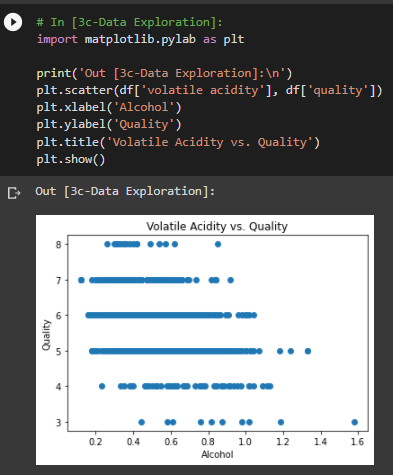 # In [3c-Data Exploration]:
import matplotlib.pylab as plt
print('Out [3c-Data Exploration]:\n')
plt.scatter(df['volatile acidity'], df['quality'])
plt.xlabel('Alcohol')
plt.ylabel('Quality')
plt.title('Volatile Acidity vs. Quality')
plt.show()
Out [3c-Data Exploration]:
Volatile Acidity vs. Quality
8
7
6
5
4
3
Quality
0.2 0.4 0.6 0.8 1.0 1.2 1.4 1.6
Alcohol